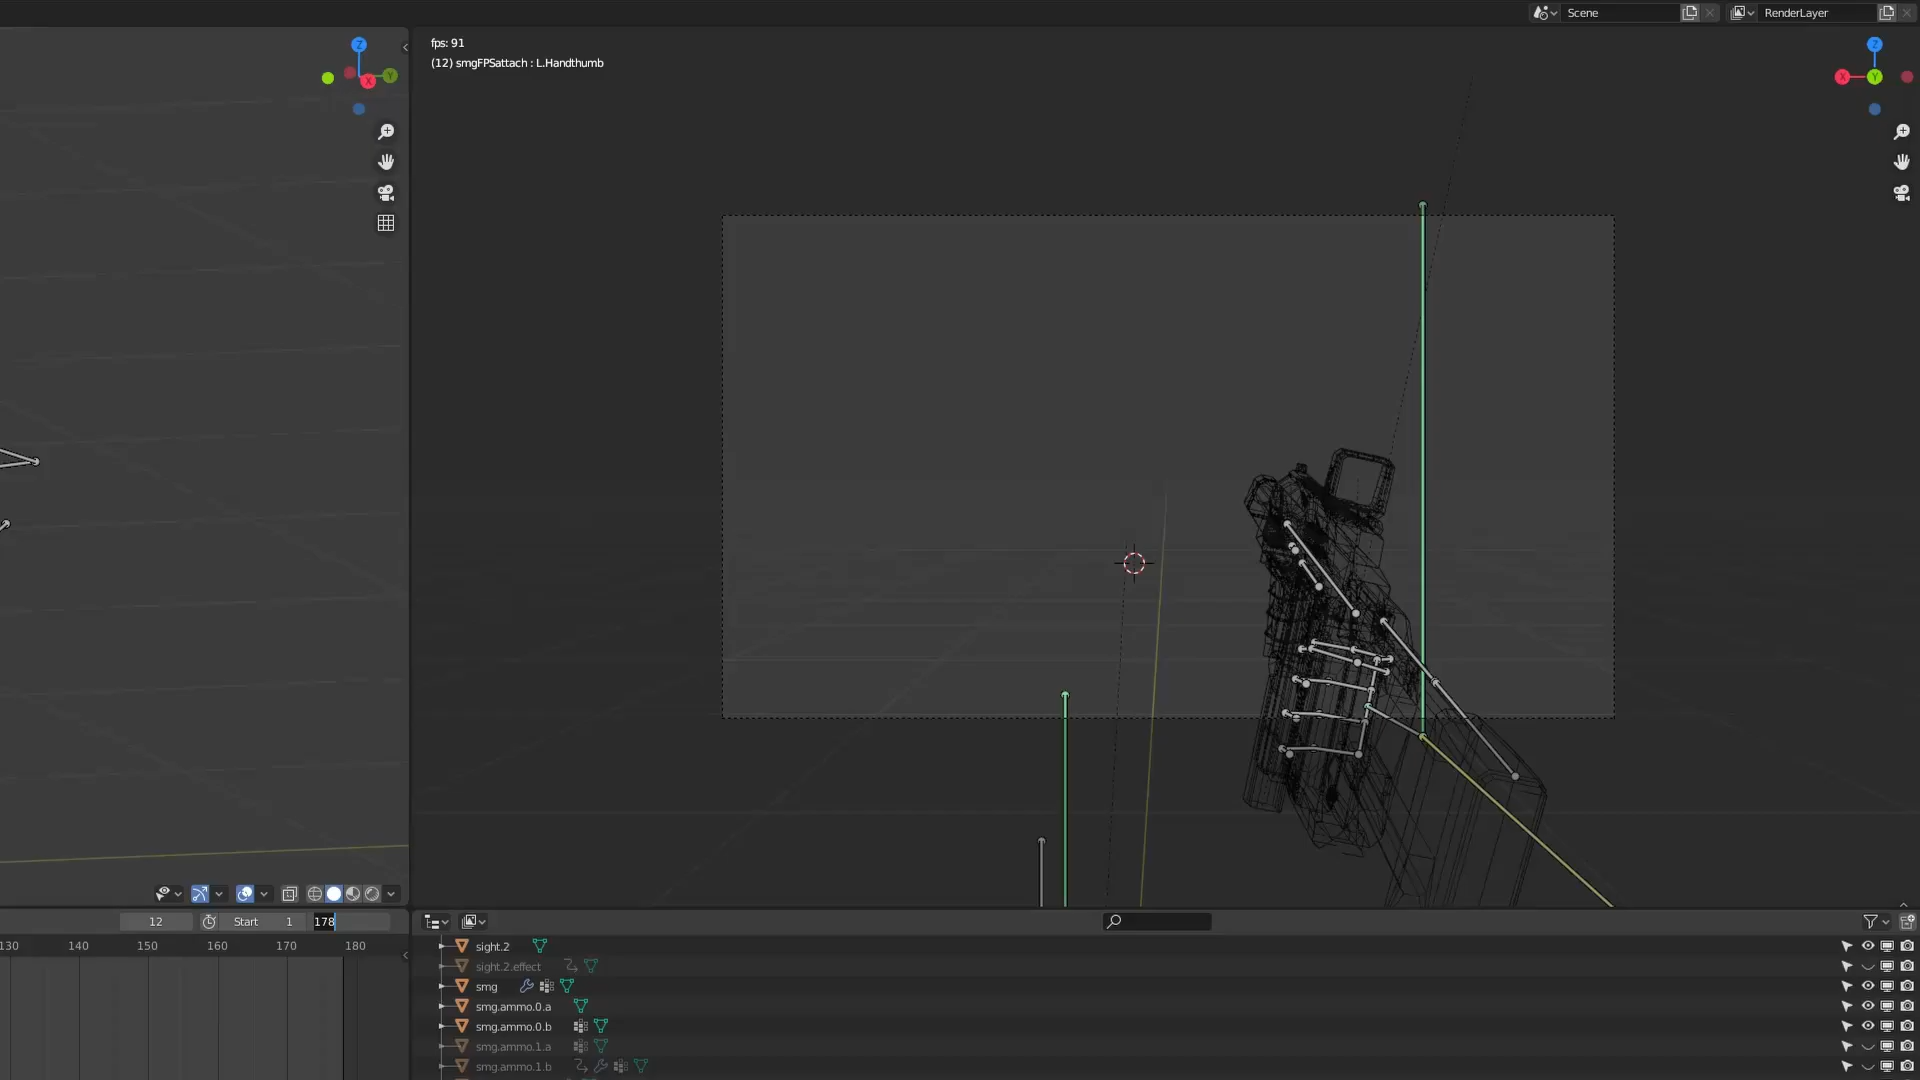 Scene
RenderLayer
fps: 91
(12) smgFPSattach : L.Handthumb
Z
Y
X
Z
X
Y
12
Start 1
178
130 140 150 160 170 180
sight.2
sight.2.effect
smg
smg.ammo.0.a
smg.ammo.0.b
smg.ammo.1.a
smg.ammo.1.b